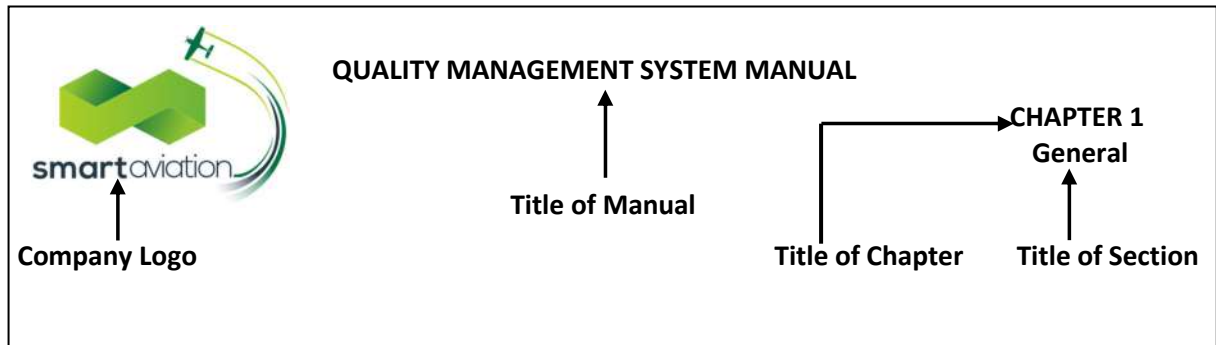 QUALITY MANAGEMENT SYSTEM MANUAL
CHAPTER 1
General
smartaviation
Title of Manual
Company Logo
Title of Chapter
Title of Section